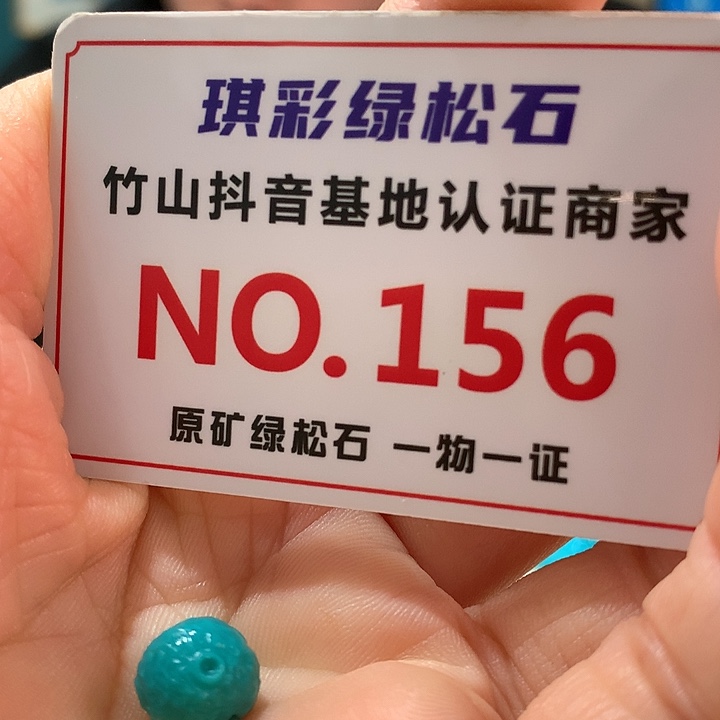 琪彩绿松石
竹山抖音基地认证商家
NO.156
原矿绿松石 一物一证